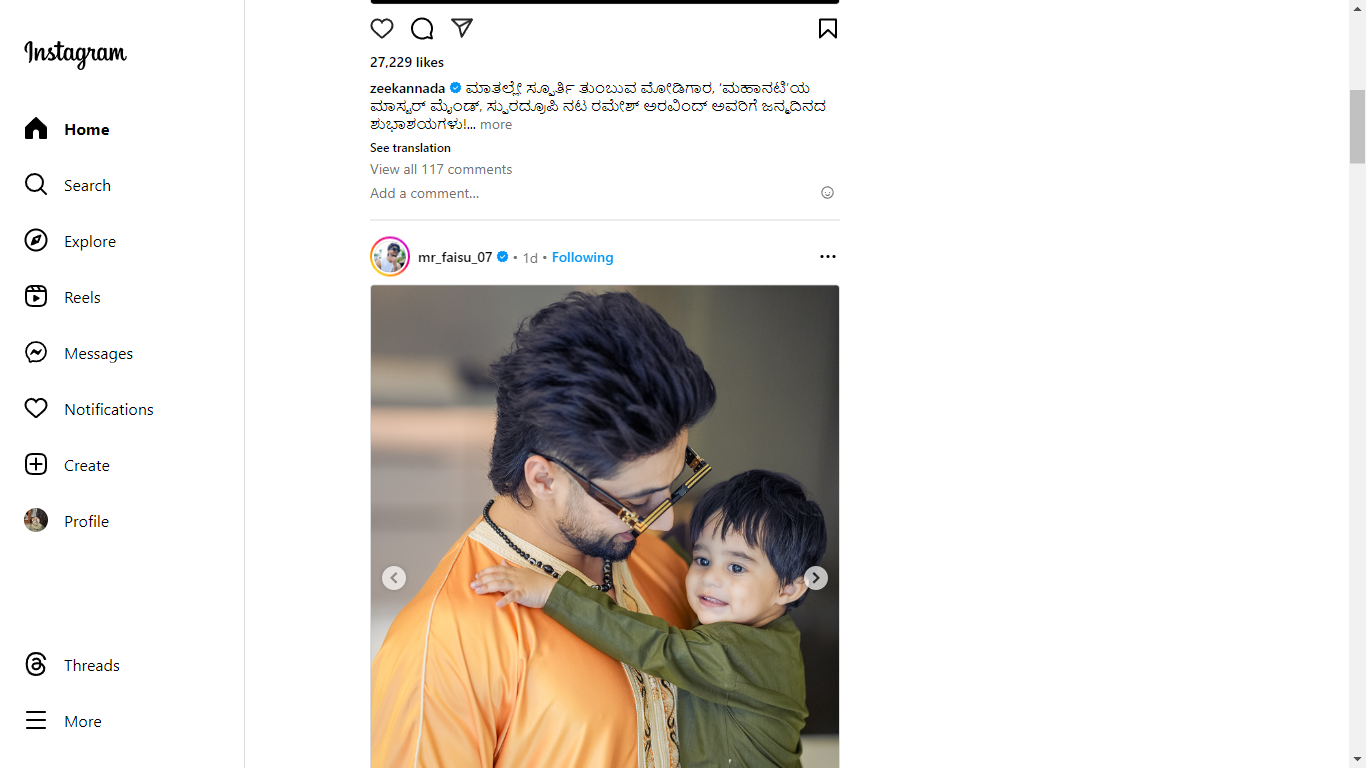 Instagram
Home
Search
Explore
Reels
Messages
Notifications
Create
Profile
Threads
More
27,229 likes
zeekannada ಮಾತಲ್ಲೇ ಸ್ಪೂರ್ತಿ ತುಂಬುವ ಮೋಡಿಗಾರ, 'ಮಹಾನಟಿ'ಯ
ಮಾಸ್ಟರ್ ಮೈಂಡ್, ಸ್ಪುರದ್ರೂಪಿ ನಟ ರಮೇಶ್ ಅರವಿಂದ್ ಅವರಿಗೆ ಜನ್ಮದಿನದ
ಶುಭಾಶಯಗಳು!... more
See translation
View all 117 comments
Add a comment...
mr_faisu_07 • 1d • Following